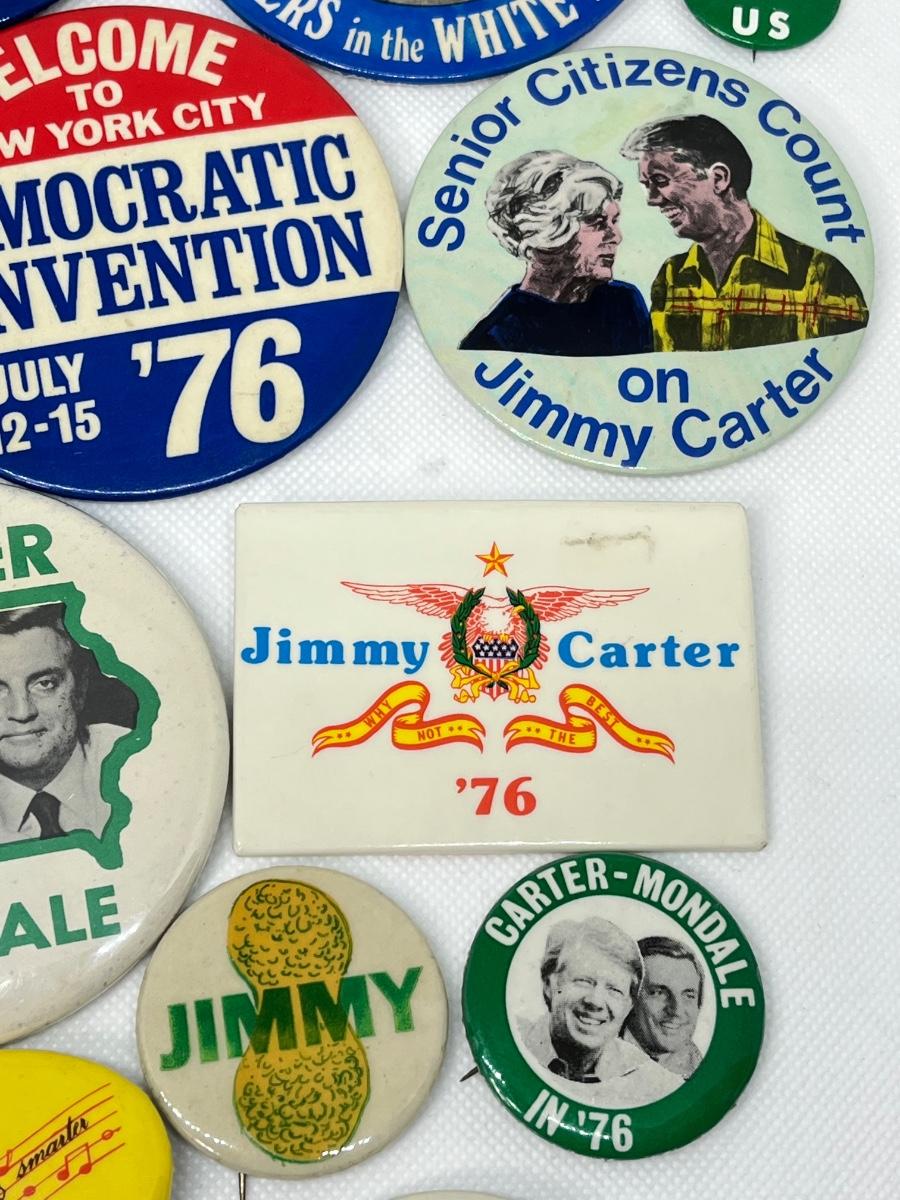 ERS in the WHITE
US
ELCOME
TO
W YORK CITY
MOCRATIC
NVENTION
JULY
12-15
'76
Senior Citizens Count
on
Jimmy Carter
ER
ALE
Jimmy Carter
WHY NOT THE BEST
'76
JIMMY
CARTER-MONDALE
IN '76
smarter